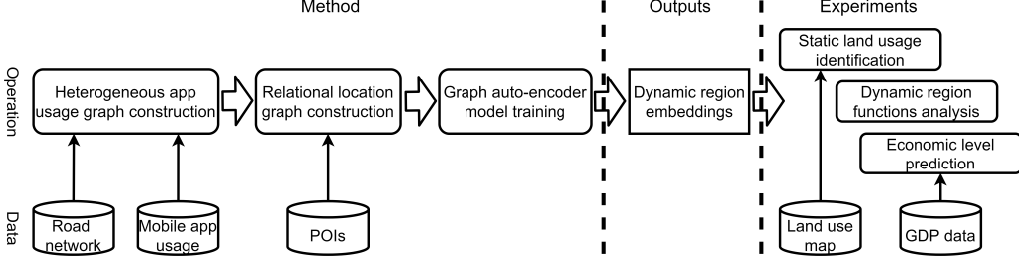 Method
Outputs
Experiments
Operation
Heterogeneous app
usage graph construction
Relational location
graph construction
Graph auto-encoder
model training
Dynamic region
embeddings
Static land usage
identification
Dynamic region
functions analysis
Economic level
prediction
Data
Road
network
Mobile app
usage
POIs
Land use
map
GDP data